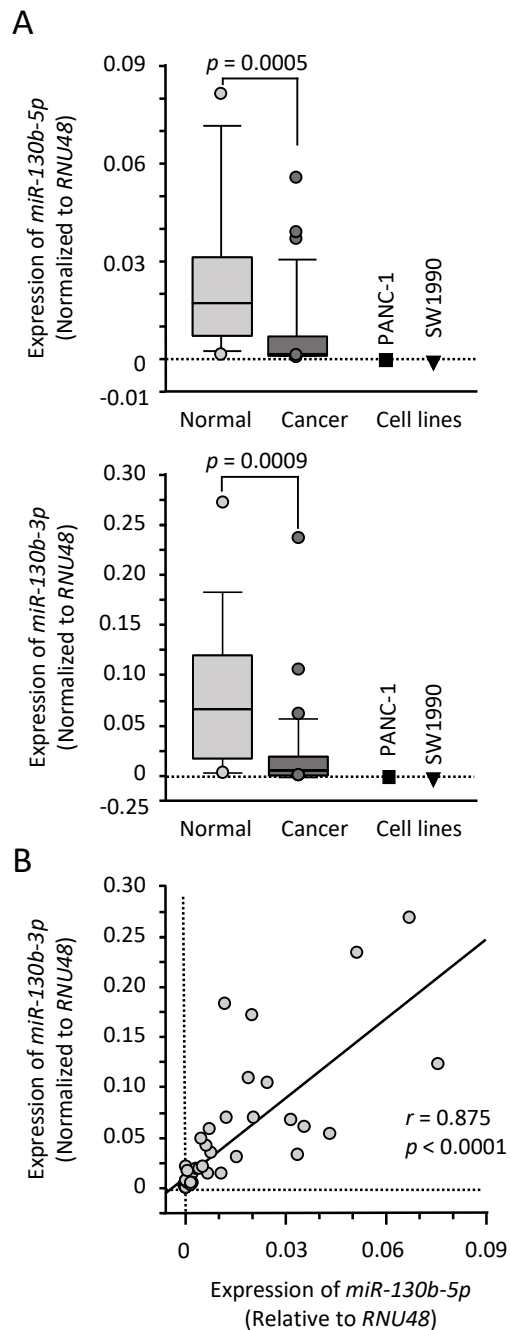 A
Expression of miR-130b-5p
(Normalized to RNU48)
0.09
0.06
0.03
0
-0.01
p = 0.0005
PANC-1
SW1990
Normal
Cancer
Cell lines
Expression of miR-130b-3p
(Normalized to RNU48)
0.30
0.25
0.20
0.15
0.10
0.05
0
-0.25
p = 0.0009
PANC-1
SW1990
Normal
Cancer
Cell lines
B
Expression of miR-130b-3p
(Normalized to RNU48)
0.30
0.25
0.20
0.15
0.10
0.05
0
r = 0.875
p < 0.0001
0
0.03
0.06
0.09
Expression of miR-130b-5p
(Relative to RNU48)